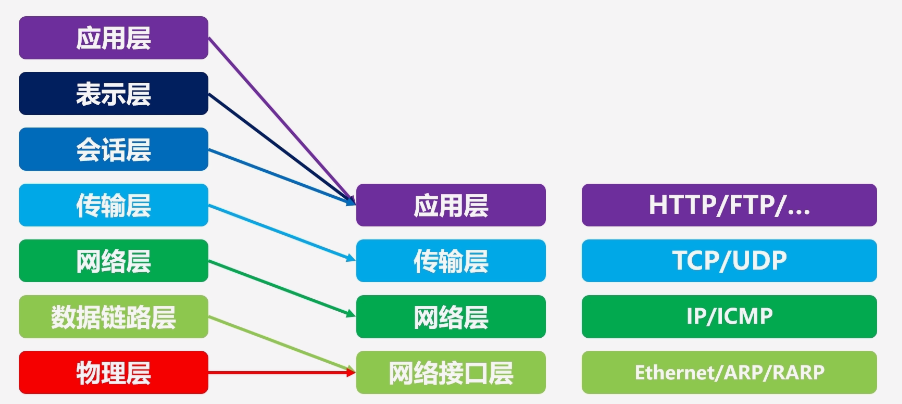 应用层
表示层
会话层
传输层
网络层
数据链路层
物理层
应用层
传输层
网络层
网络接口层
HTTP/FTP/...
TCP/UDP
IP/ICMP
Ethernet/ARP/RARP